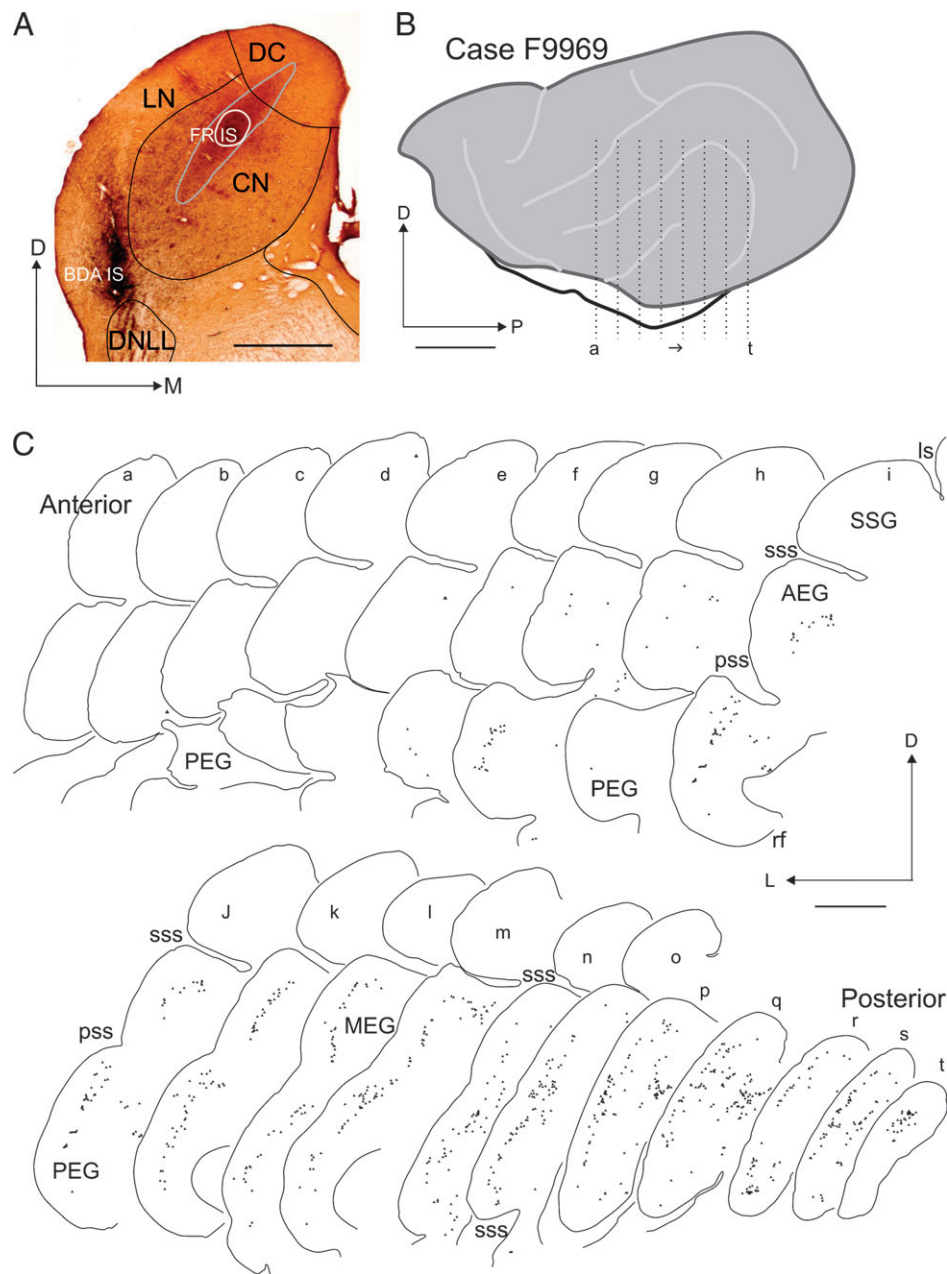 A
DC
LN
FR IS
CN
BDA IS
DNLL
D
M
B
Case F9969
D
P
a → t
C
Anterior
a b c d e f g h i
ls
SSG
sss
AEG
pss
PEG
PEG
rf
D
L
J k l m n o p q r s t
sss
sss
Posterior
pss
MEG
PEG
sss